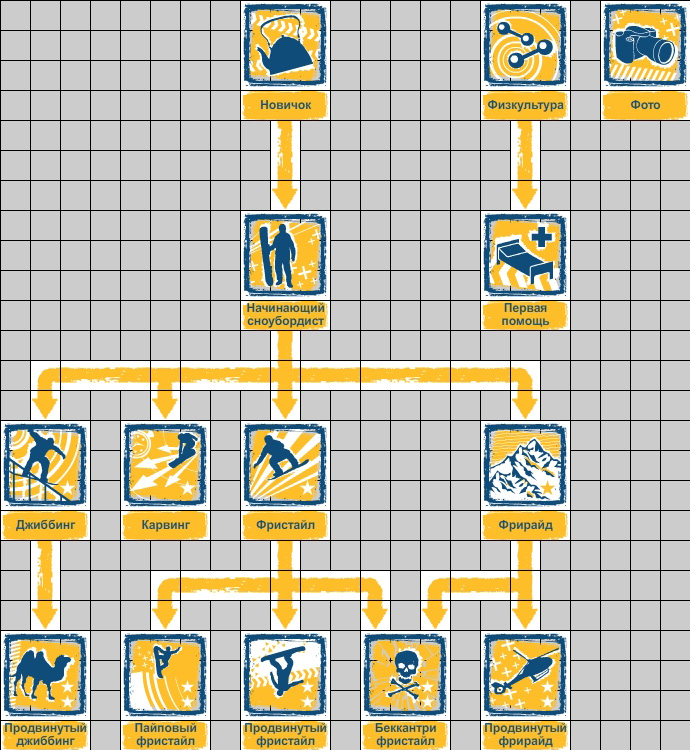 Новичок
Физкультура
Фото
Начинающий
сноубордист
Первая
помощь
Джиббинг
Карвинг
Фристайл
Фрирайд
Продвинутый
джиббинг
Пайповый
фристайл
Продвинутый
фристайл
Беккантри
фристайл
Продвинутый
фрирайд